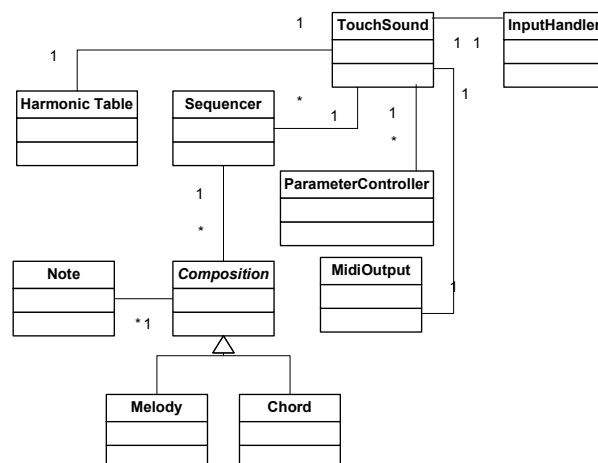 1
TouchSound
InputHandler
1 1
1
Harmonic Table
Sequencer
*
1
1
1
*
ParameterController
1
*
Note
Composition
MidiOutput
1
* 1
Melody
Chord